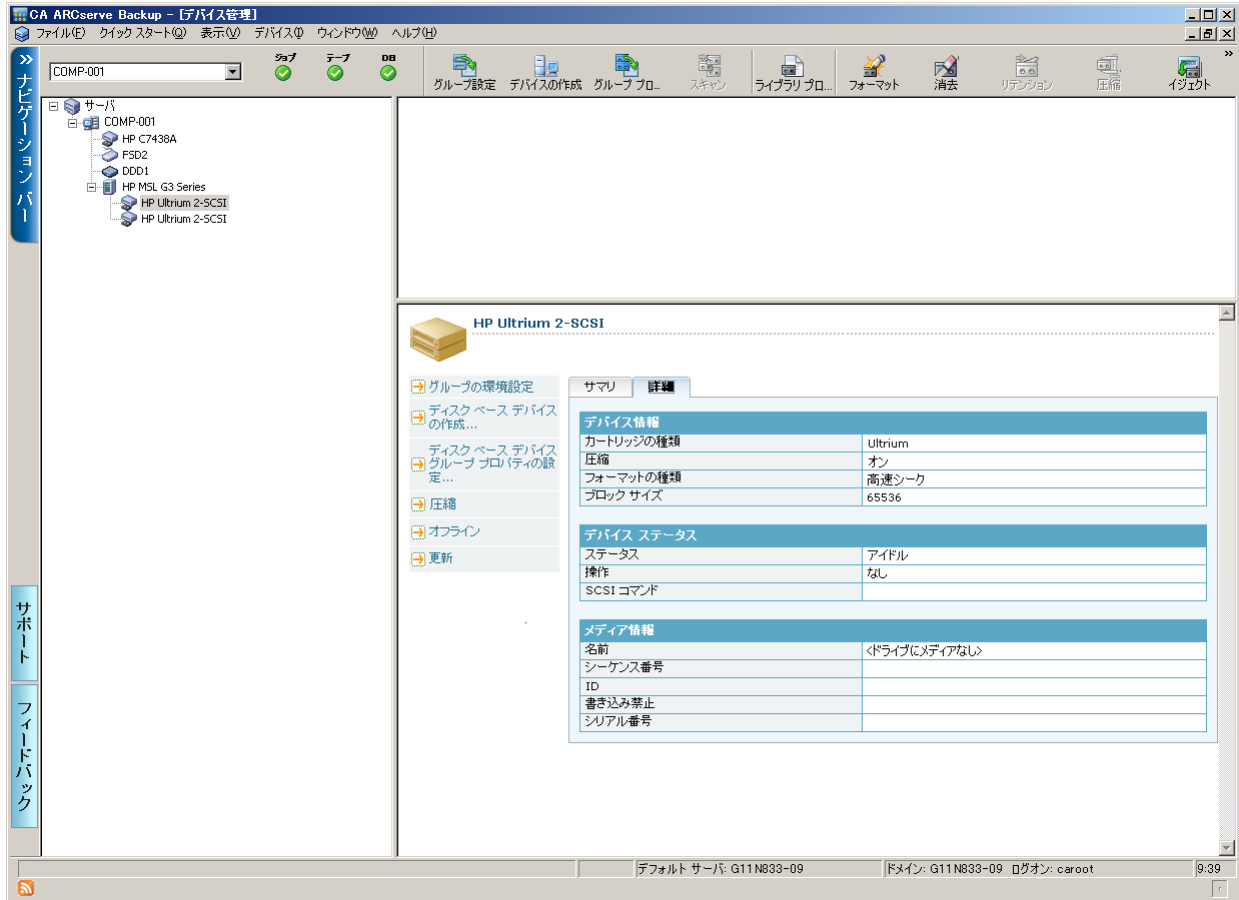 CA ARCserve Backup - [デバイス管理]
ファイル(F) クイック スタート(Q) 表示(V) デバイス(I) ウィンドウ(W) ヘルプ(H)
COMP-001
ジョブ テープ DB
グループ設定 デバイスの作成 グループ プロ... スキャン ライブラリ プロ... フォーマット 消去 リテンション 圧縮 イジェクト
»
» ナビゲーション バー
サーバ
COMP-001
HP C7438A
FSD2
DDD1
HP MSL G3 Series
HP Ultrium 2-SCSI
HP Ultrium 2-SCSI
サポート
フィードバック
HP Ultrium 2-SCSI
グループの環境設定
ディスク ベース デバイス
の作成...
ディスク ベース デバイス
グループ プロパティの設
定...
圧縮
オフライン
更新
サマリ 詳細
デバイス情報
カートリッジの種類 Ultrium
圧縮 オン
フォーマットの種類 高速シーク
ブロック サイズ 65536
デバイス ステータス
ステータス アイドル
操作 なし
SCSI コマンド
メディア情報
名前 <ドライブにメディアなし>
シーケンス番号
ID
書き込み禁止
シリアル番号
デフォルト サーバ: G11N833-09 ドメイン: G11N833-09 ログオン: caroot 9:39